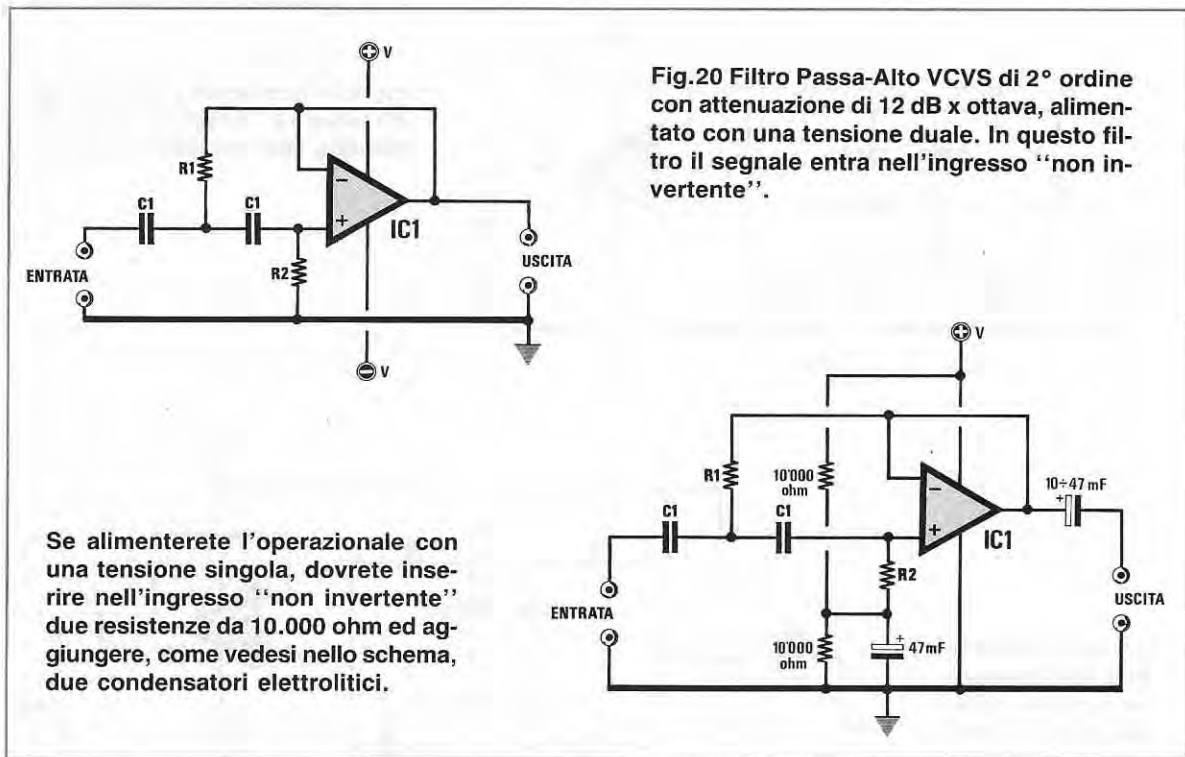 V
R1
C1
C1
IC1
R2
ENTRATA
USCITA
V
Fig.20 Filtro Passa-Alto VCVS di 2° ordine
con attenuazione di 12 dB x ottava, alimen-
tato con una tensione duale. In questo fil-
tro il segnale entra nell'ingresso ‘‘non in-
vertente’’.
Se alimenterete l'operazionale con
una tensione singola, dovrete inse-
rire nell'ingresso ‘‘non invertente’’
due resistenze da 10.000 ohm ed ag-
giungere, come vedesi nello schema,
due condensatori elettrolitici.
V
R1
10'000
ohm
10÷47 mF
+
C1
C1
IC1
R2
ENTRATA
USCITA
10'000
ohm
+
47mF